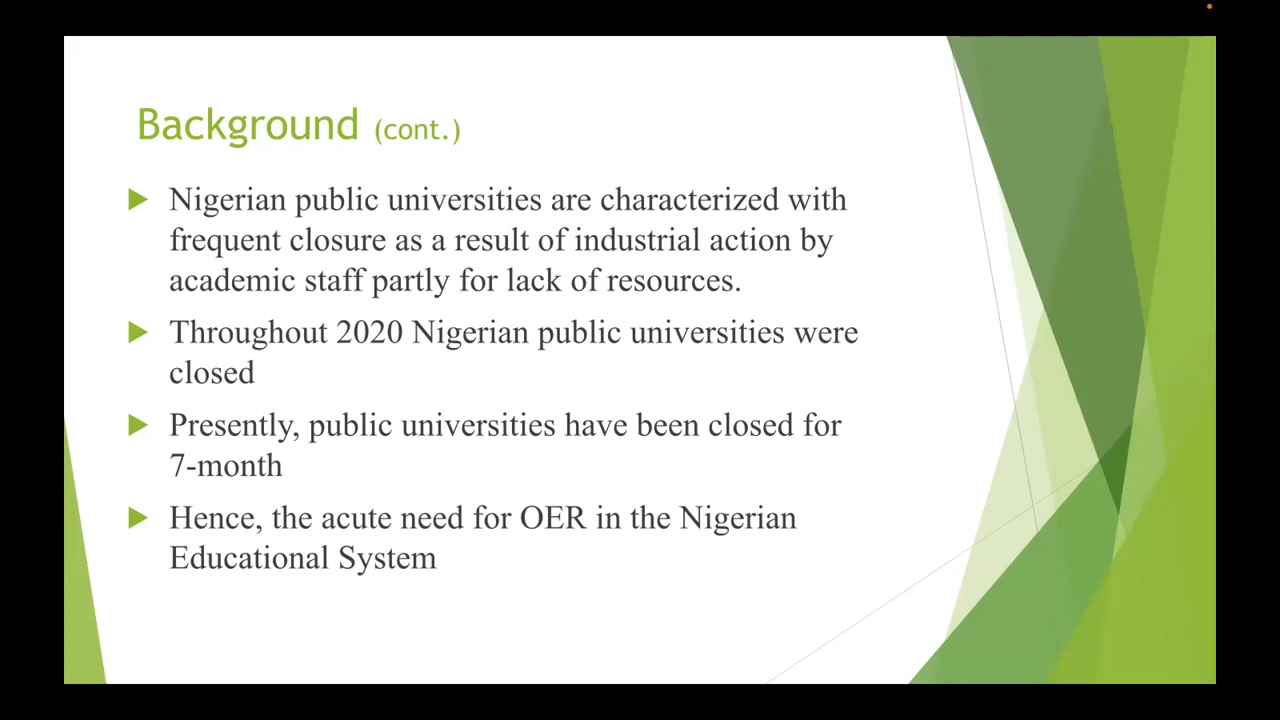 Background (cont.)
Nigerian public universities are characterized with
frequent closure as a result of industrial action by
academic staff partly for lack of resources.
Throughout 2020 Nigerian public universities were
closed
Presently, public universities have been closed for
7-month
Hence, the acute need for OER in the Nigerian
Educational System